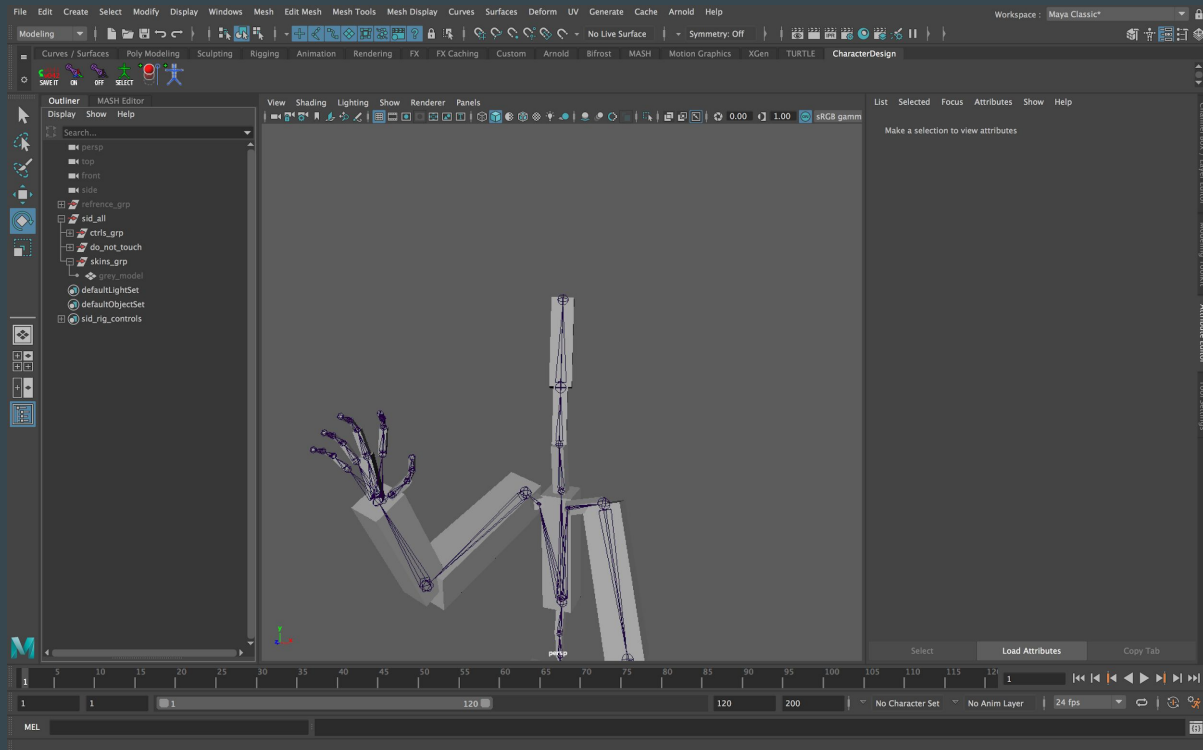 File Edit Create Select Modify Display Windows Mesh Edit Mesh Mesh Tools Mesh Display Curves Surfaces Deform UV Generate Cache Arnold Help Workspace : Maya Classic*
Modeling No Live Surface Symmetry: Off
Curves / Surfaces Poly Modeling Sculpting Rigging Animation Rendering FX FX Caching Custom Arnold Bifrost MASH Motion Graphics XGen TURTLE CharacterDesign
SAVE IT ON OFF SELECT
Outliner MASH Editor
Display Show Help
Search...
persp
top
front
side
refrence_grp
sid_all
ctrls_grp
do_not_touch
skins_grp
grey_model
defaultLightSet
defaultObjectSet
sid_rig_controls
View Shading Lighting Show Renderer Panels
0.00 1.00 sRGB gamm
persp
List Selected Focus Attributes Show Help
Make a selection to view attributes
Select Load Attributes Copy Tab
5 10 15 20 25 30 35 40 45 50 55 60 65 70 75 80 85 90 95 100 105 110 115 12
1 1
1 1 1 120 120 200 No Character Set No Anim Layer 24 fps
MEL